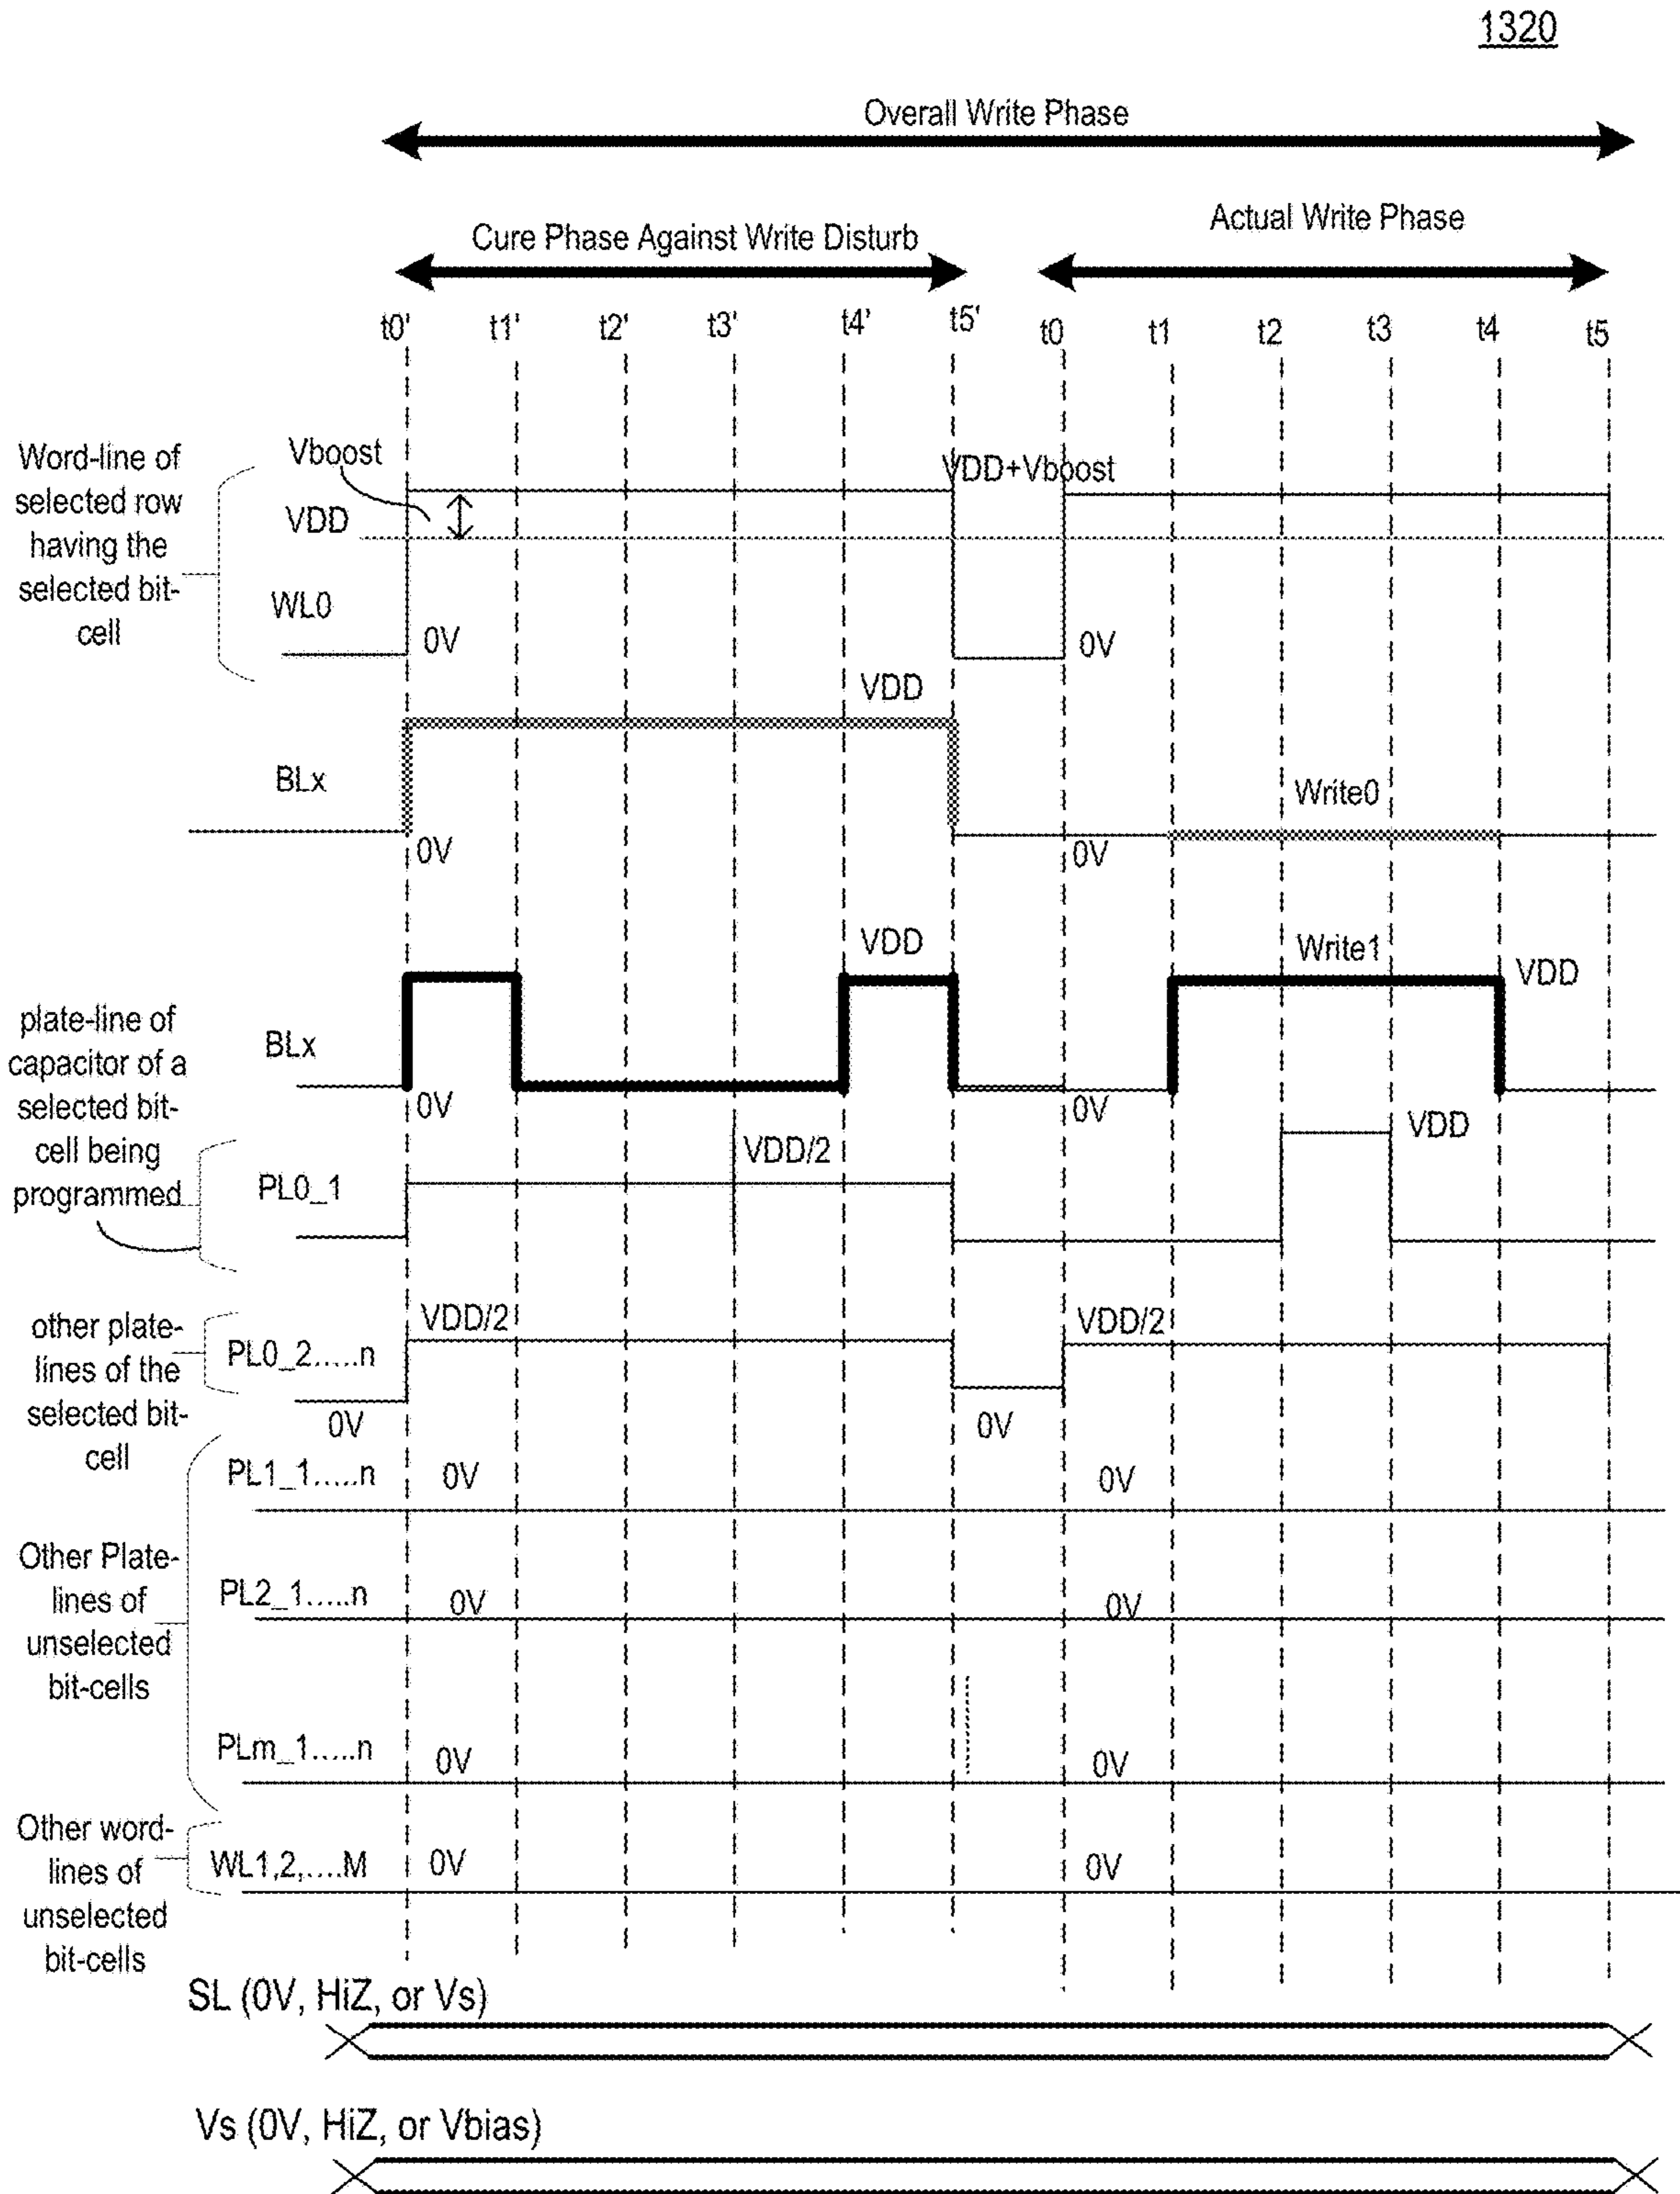 1320
Overall Write Phase
Cure Phase Against Write Disturb
Actual Write Phase
t0' t1' t2' t3' t4' t5' t0 t1 t2 t3 t4 t5
Word-line of
selected row
having the
selected bit-
cell
Vboost
VDD
WL0
0V
VDD+Vboost
0V
VDD
BLx
0V
Write0
0V
VDD
Write1
VDD
BLx
0V
0V
plate-line of
capacitor of a
selected bit-
cell being
programmed
PL0_1
VDD/2
VDD
other plate-
lines of the
selected bit-
cell
PL0_2.....n
VDD/2
VDD/2
0V
0V
Other Plate-
lines of
unselected
bit-cells
PL1_1.....n
0V
0V
PL2_1.....n
0V
0V
PLm_1.....n
0V
0V
Other word-
lines of
unselected
bit-cells
WL1,2,....M
0V
0V
SL (0V, HiZ, or Vs)
Vs (0V, HiZ, or Vbias)